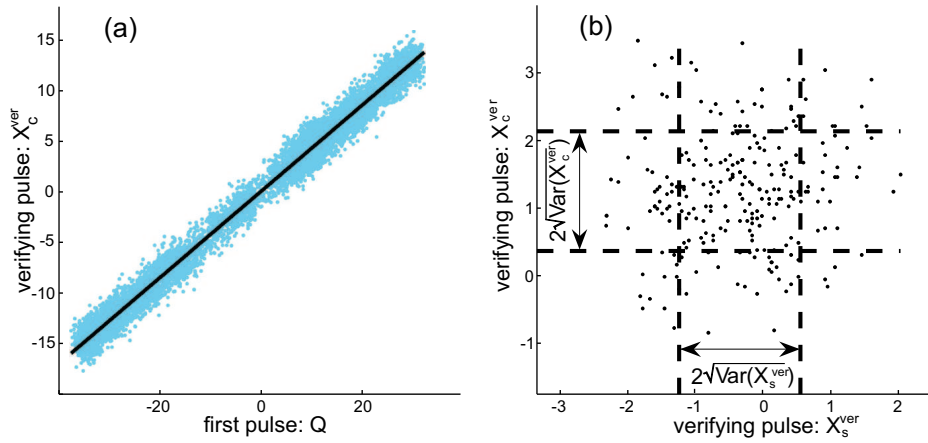 (a)
15
10
5
0
-5
-10
-15
-20
0
20
verifying pulse: X_c^ver
first pulse: Q
(b)
3
2
1
0
-1
-3
-2
-1
0
1
2
verifying pulse: X_c^ver
2√Var(X_c^ver)
2√Var(X_s^ver)
verifying pulse: X_s^ver